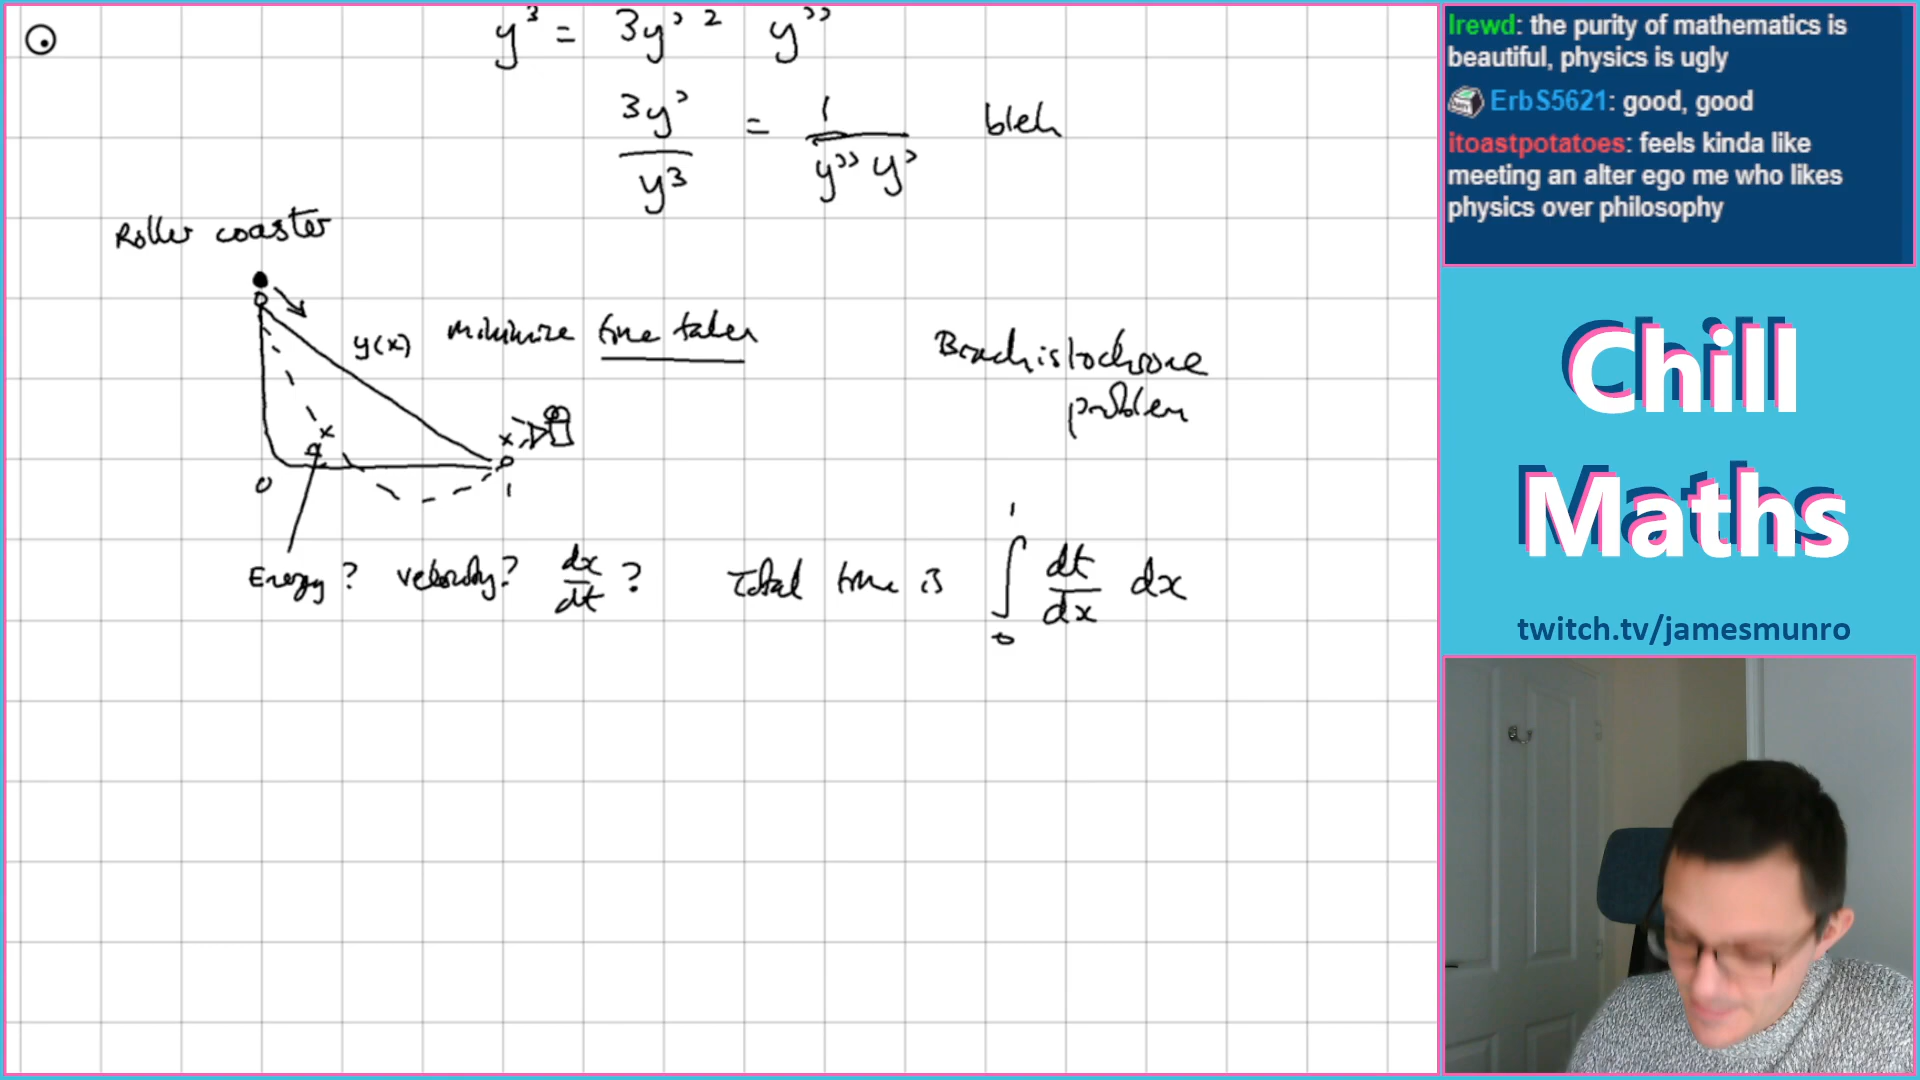 y³ = 3y'² y''
3y' / y³ = 1 / y'' y' bleh
Roller coaster
y(x) minimize time taken
Brachistochrone
problem
x x
0 1
Energy? velocity? dx/dt ? Total time is ∫₀¹ dt/dx dx
lrewd: the purity of mathematics is
beautiful, physics is ugly
ErbS5621: good, good
itoastpotatoes: feels kinda like
meeting an alter ego me who likes
physics over philosophy
Chill
Maths
twitch.tv/jamesmunro